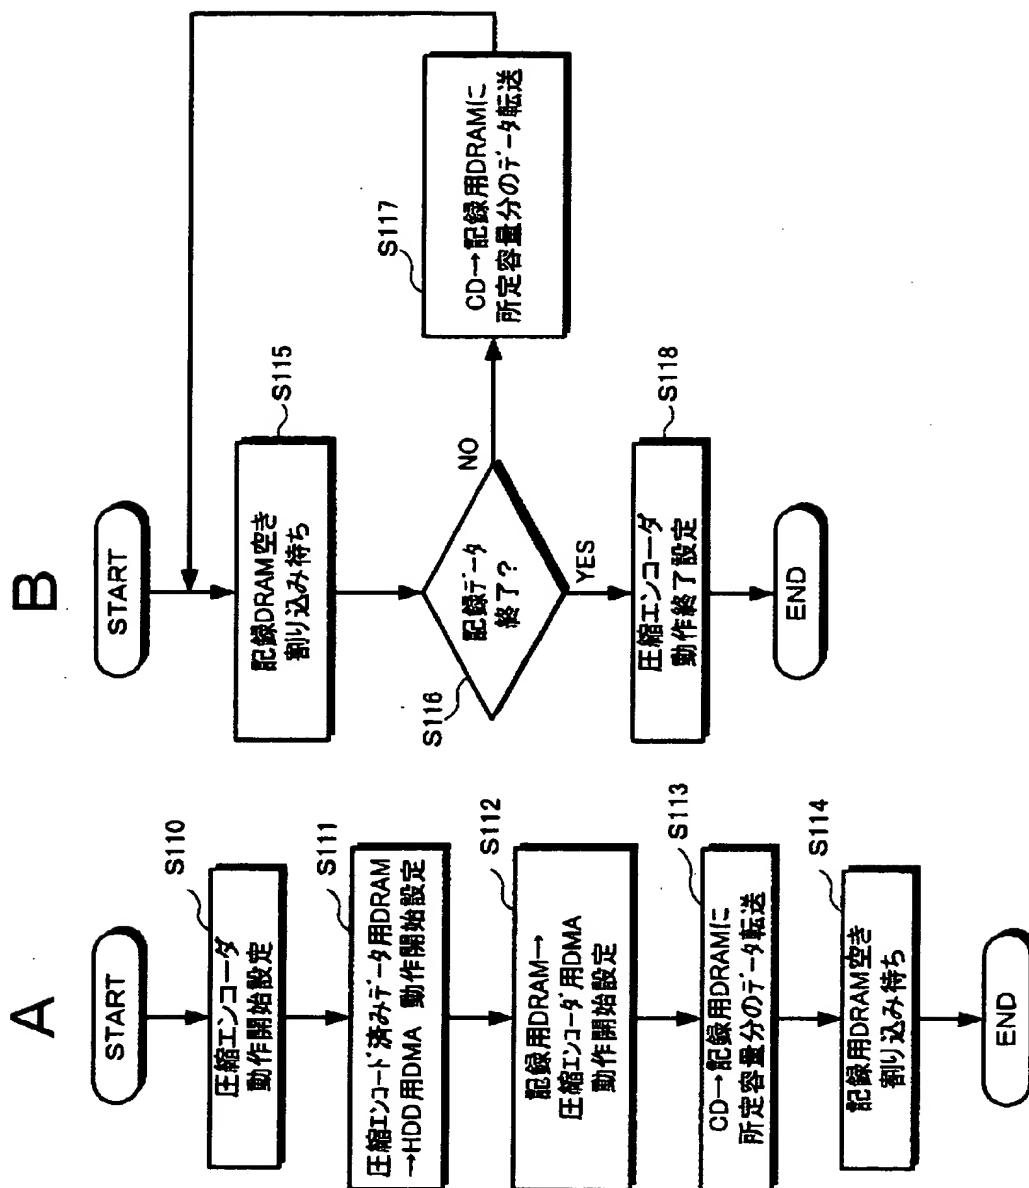 A
START
S110
圧縮エンコーダ
動作開始設定
S111
圧縮エンコード済みデータ用DRAM
→HDD用DMA 動作開始設定
S112
記録用DRAM→
圧縮エンコーダ用DMA
動作開始設定
S113
CD→記録用DRAMに
所定容量分のデータ転送
S114
記録用DRAM空き
割り込み待ち
END
B
START
S115
記録DRAM空き
割り込み待ち
S116
記録データ
終了?
NO
YES
S117
CD→記録用DRAMに
所定容量分のデータ転送
S118
圧縮エンコーダ
動作終了設定
END